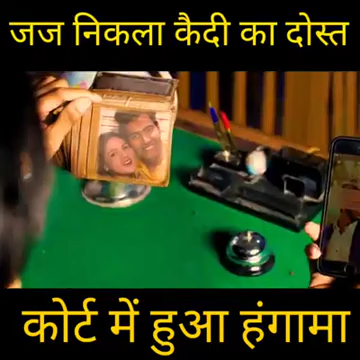 जज निकला कैदी का दोस्त
कोर्ट में हुआ हंगामा